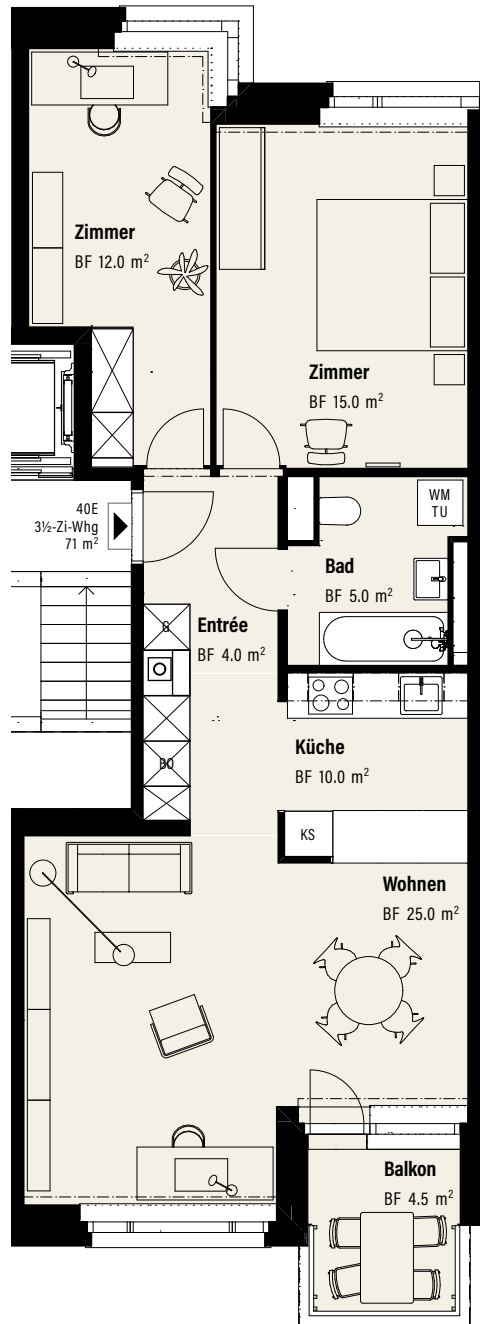 Zimmer
BF 12.0 m²
Zimmer
BF 15.0 m²
40E
3½-Zi-Whg
71 m²
WM
TU
Bad
BF 5.0 m²
G
Entrée
BF 4.0 m²
Küche
BF 10.0 m²
BO
KS
Wohnen
BF 25.0 m²
Balkon
BF 4.5 m²